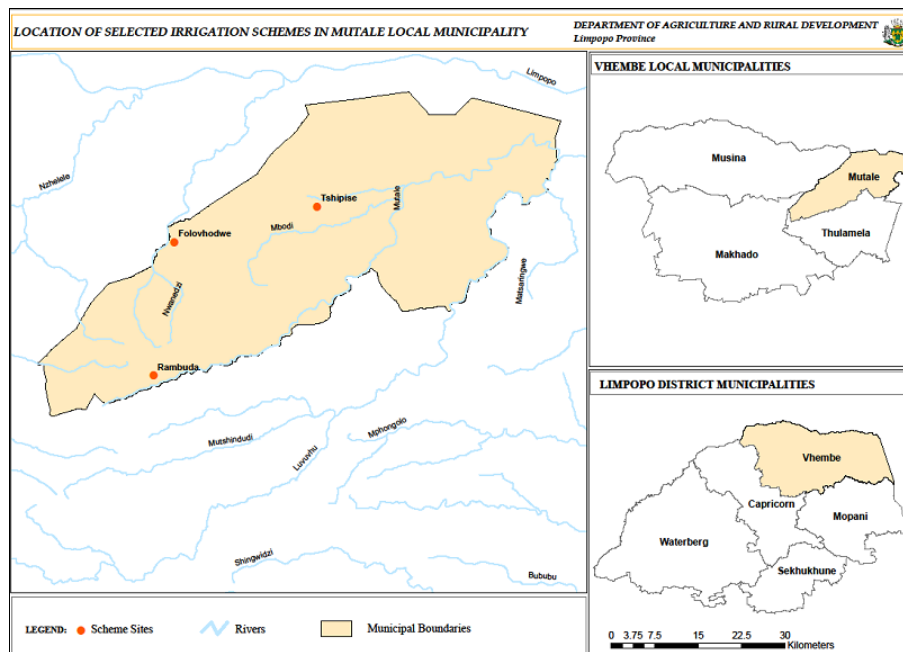 LOCATION OF SELECTED IRRIGATION SCHEMES IN MUTALE LOCAL MUNICIPALITY
DEPARTMENT OF AGRICULTURE AND RURAL DEVELOPMENT
Limpopo Province
Limpopo
Nzhelele
Tshipise
Mutale
Mbodi
Folovhodwe
Nwanedzi
Matsaringwe
Rambuda
Mutshindudi
Mphongolo
Luvuvhu
Shingwidzi
Bububu
VHEMBE LOCAL MUNICIPALITIES
Musina
Mutale
Thulamela
Makhado
LIMPOPO DISTRICT MUNICIPALITIES
Vhembe
Capricorn
Mopani
Waterberg
Sekhukhune
LEGEND: Scheme Sites Rivers Municipal Boundaries
0 3.75 7.5 15 22.5 30
Kilometers